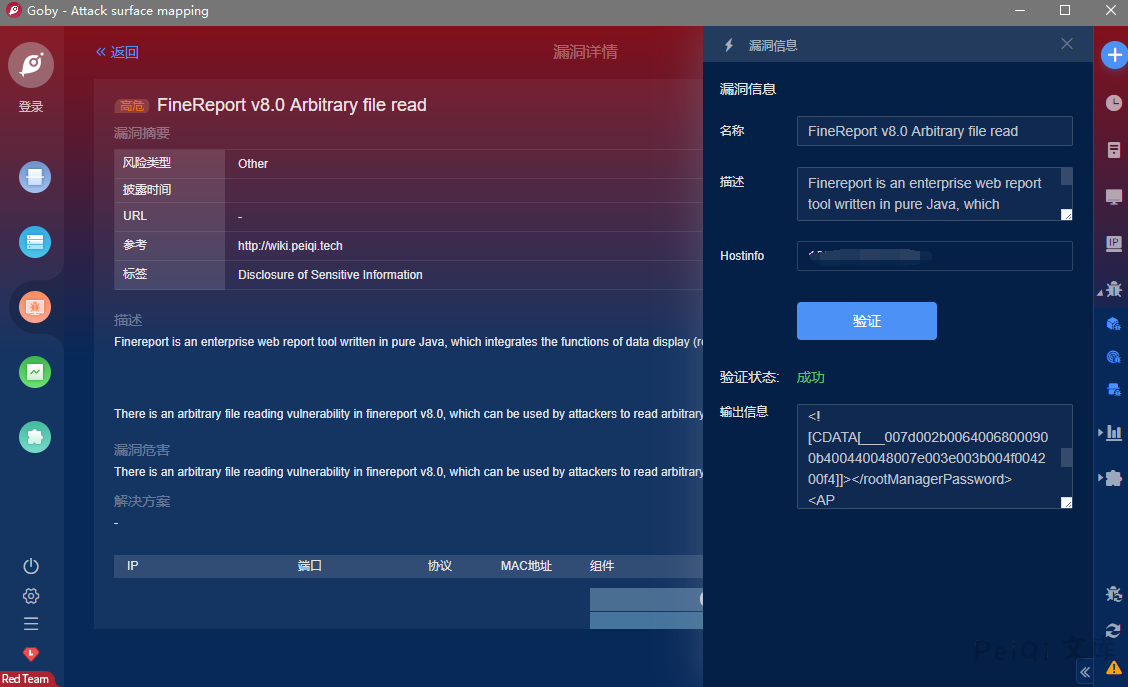 Goby - Attack surface mapping
登录
Red Team
« 返回
漏洞详情
高危 FineReport v8.0 Arbitrary file read
漏洞摘要
风险类型 Other
披露时间
URL -
参考 http://wiki.peiqi.tech
标签 Disclosure of Sensitive Information
描述
Finereport is an enterprise web report tool written in pure Java, which integrates the functions of data display (re
There is an arbitrary file reading vulnerability in finereport v8.0, which can be used by attackers to read arbitrary
漏洞危害
There is an arbitrary file reading vulnerability in finereport v8.0, which can be used by attackers to read arbitrary
解决方案
-
IP 端口 协议 MAC地址 组件
漏洞信息
漏洞信息
名称 FineReport v8.0 Arbitrary file read
描述 Finereport is an enterprise web report
tool written in pure Java, which
Hostinfo
验证
验证状态: 成功
输出信息 <!
[CDATA[___007d002b0064006800090
0b400440048007e003e003b004f0042
00f4]]></rootManagerPassword>
<AP
IP
PeiQi 文库